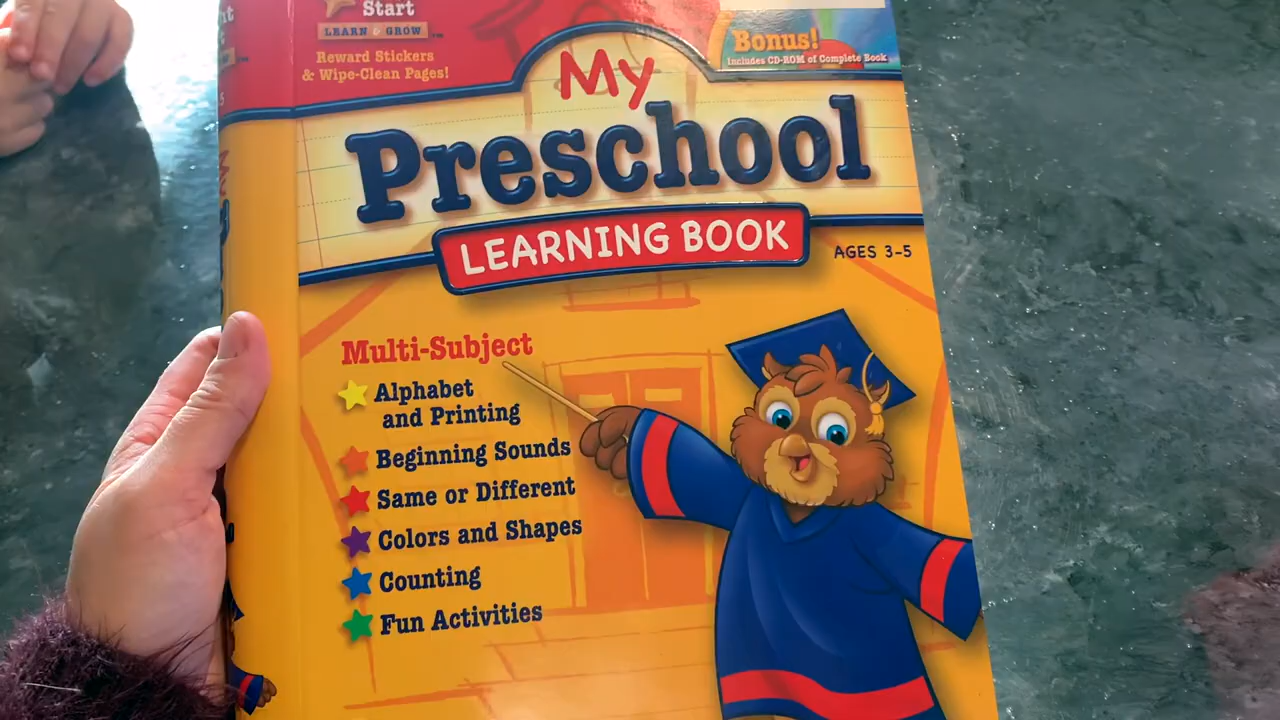 Start
LEARN & GROW™
Reward Stickers
& Wipe-Clean Pages!
Bonus!
Includes CD-ROM of Complete Book
My
Preschool
LEARNING BOOK
AGES 3-5
Multi-Subject
Alphabet
and Printing
Beginning Sounds
Same or Different
Colors and Shapes
Counting
Fun Activities